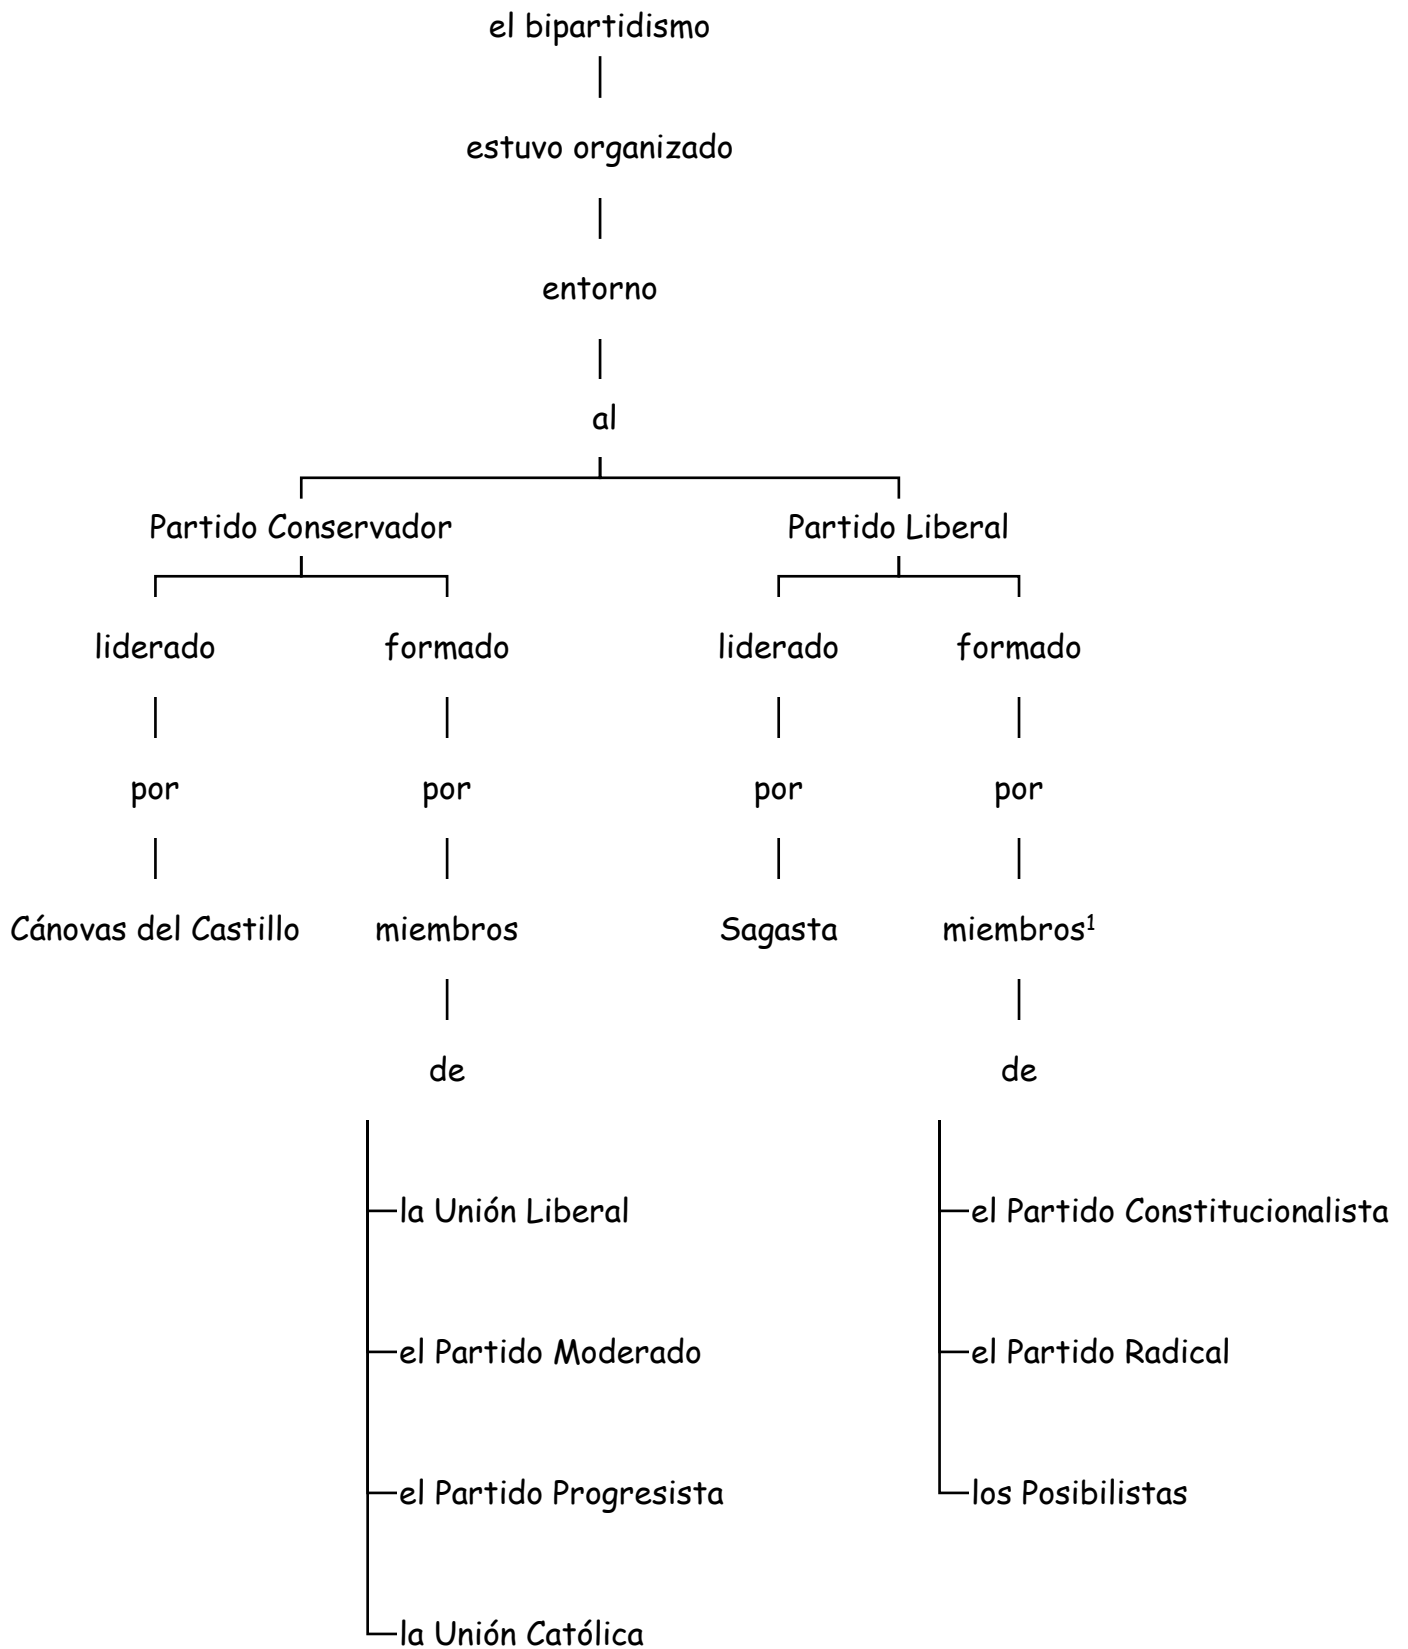 el bipartidismo
estuvo organizado
entorno
al
Partido Conservador
Partido Liberal
liderado
formado
liderado
formado
por
por
por
por
Cánovas del Castillo
miembros
Sagasta
miembros¹
de
de
la Unión Liberal
el Partido Constitucionalista
el Partido Moderado
el Partido Radical
el Partido Progresista
los Posibilistas
la Unión Católica